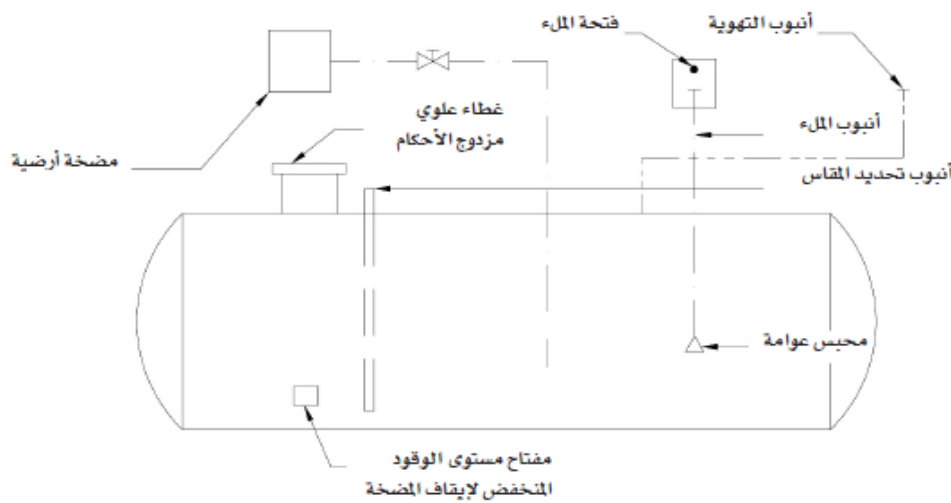 أنبوب التهوية
فتحة الملء
غطاء علوي
مزدوج الأحكام
أنبوب الملء
مضخة أرضية
أنبوب تحديد المقاس
محبس عوامة
مفتاح مستوى الوقود
المنخفض لإيقاف المضخة